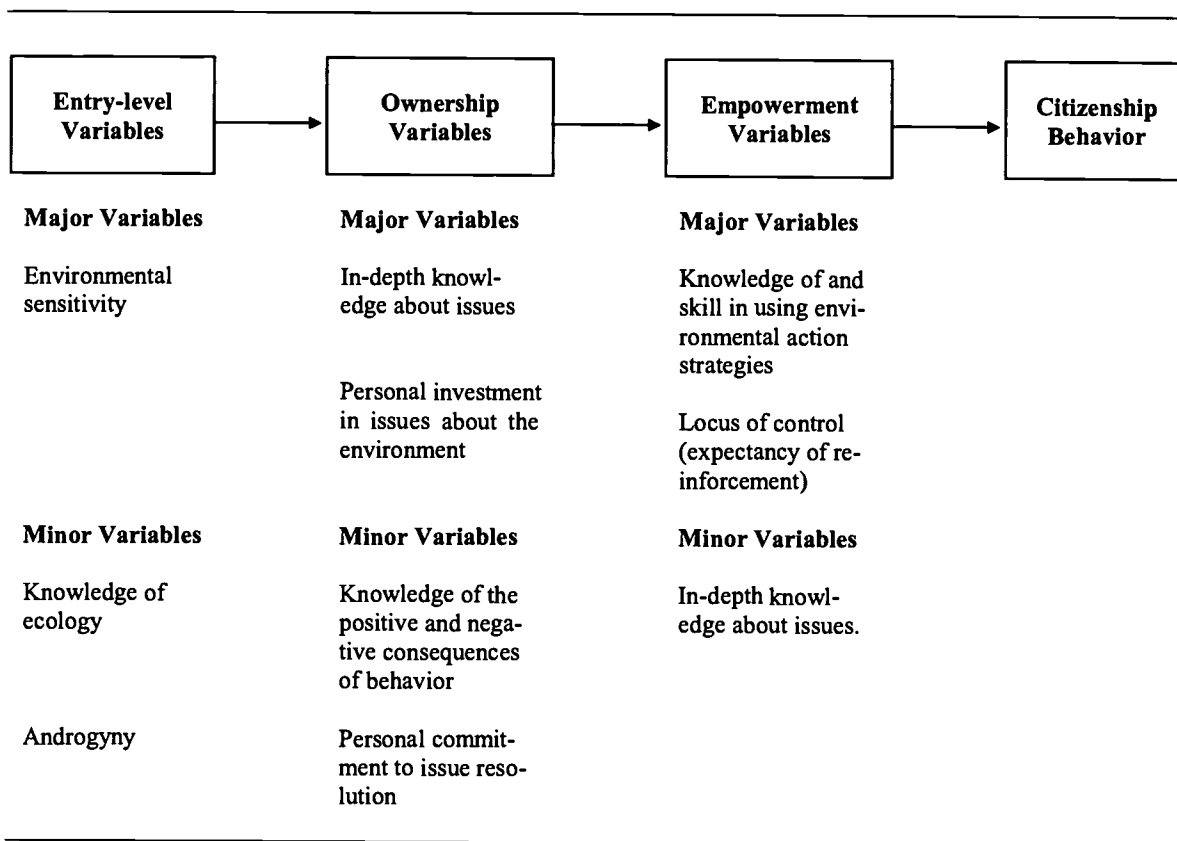 Entry-level
Variables
Ownership
Variables
Empowerment
Variables
Citizenship
Behavior
Major Variables
Environmental
sensitivity
Minor Variables
Knowledge of
ecology
Androgyny
Major Variables
In-depth knowl-
edge about issues
Personal investment
in issues about the
environment
Minor Variables
Knowledge of the
positive and nega-
tive consequences
of behavior
Personal commit-
ment to issue reso-
lution
Major Variables
Knowledge of and
skill in using envi-
ronmental action
strategies
Locus of control
(expectancy of re-
inforcement)
Minor Variables
In-depth knowl-
edge about issues.